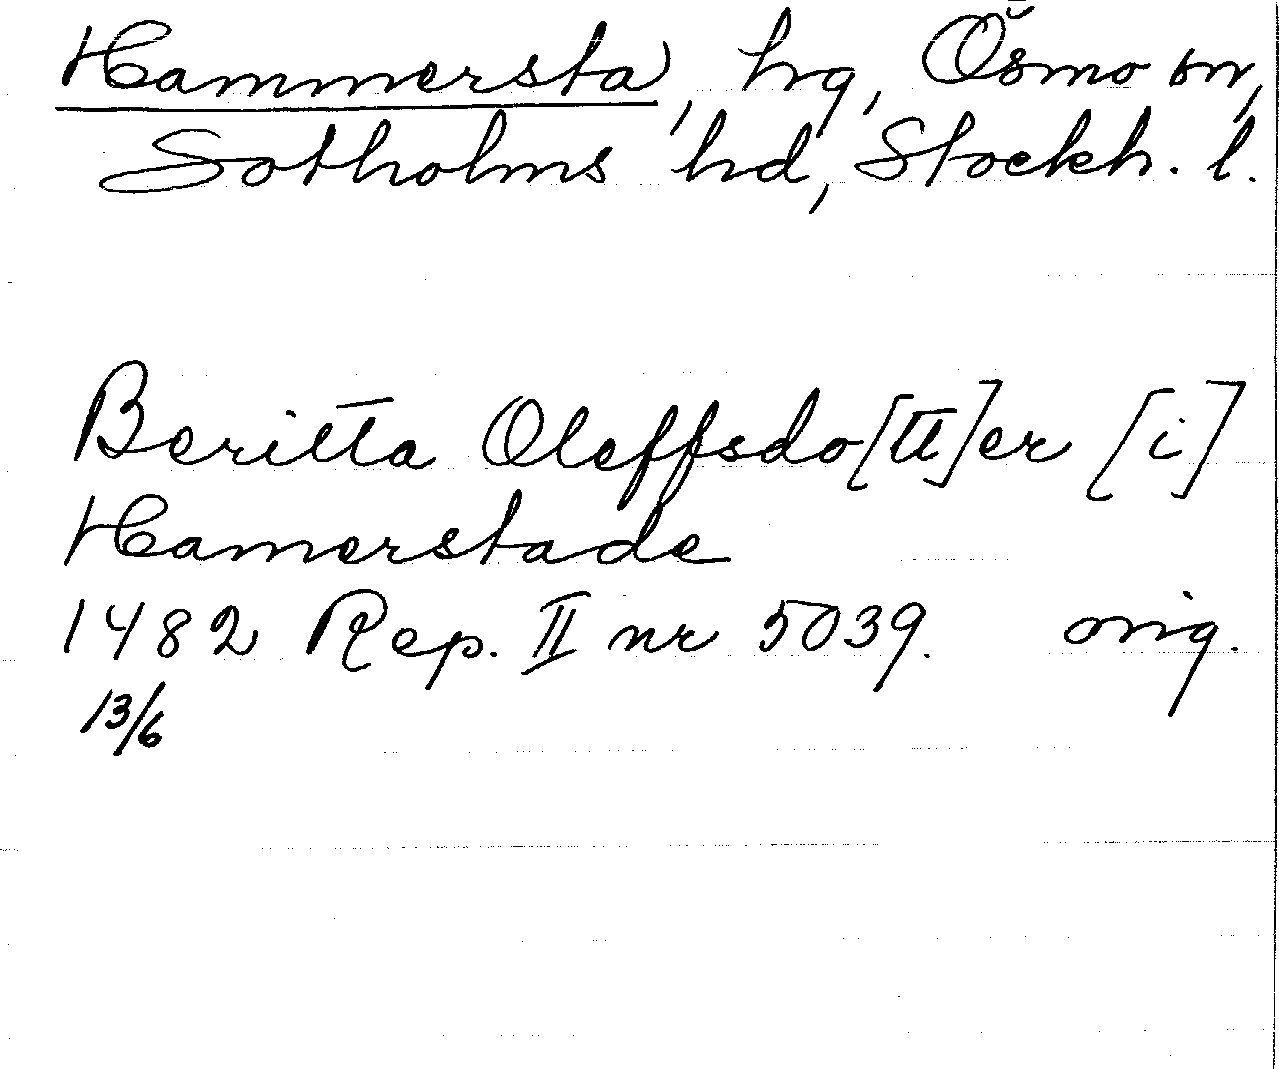 Hammersta, hg, Ösmo sn,
Sotholms hd, Stockh. l.
Beritta Oleffsdo[tt]er [i]
Hamerstade
1482 Rep. II nr 5039. orig.
13/6